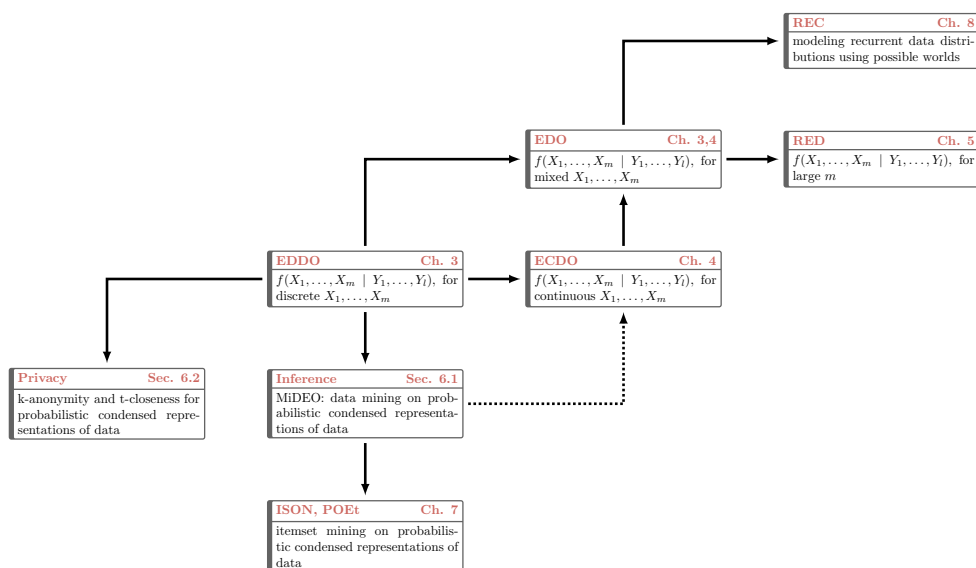 REC Ch. 8
modeling recurrent data distri-
butions using possible worlds
EDO Ch. 3,4
f(X₁, . . . , Xₘ | Y₁, . . . , Yₗ), for
mixed X₁, . . . , Xₘ
RED Ch. 5
f(X₁, . . . , Xₘ | Y₁, . . . , Yₗ), for
large m
EDDO Ch. 3
f(X₁, . . . , Xₘ | Y₁, . . . , Yₗ), for
discrete X₁, . . . , Xₘ
ECDO Ch. 4
f(X₁, . . . , Xₘ | Y₁, . . . , Yₗ), for
continuous X₁, . . . , Xₘ
Privacy Sec. 6.2
k-anonymity and t-closeness for
probabilistic condensed repre-
sentations of data
Inference Sec. 6.1
MiDEO: data mining on prob-
abilistic condensed representa-
tions of data
ISON, POEt Ch. 7
itemset mining on probabilis-
tic condensed representations of
data